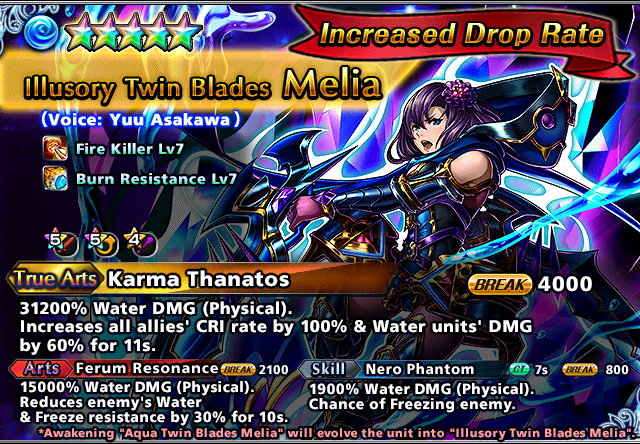 Increased Drop Rate
Illusory Twin Blades Melia
(Voice: Yuu Asakawa)
Fire Killer Lv7
Burn Resistance Lv7
5 5 4
True Arts Karma Thanatos BREAK 4000
31200% Water DMG (Physical).
Increases all allies' CRI rate by 100% & Water units' DMG
by 60% for 11s.
Arts Ferum Resonance BREAK 2100
15000% Water DMG (Physical).
Reduces enemy's Water
& Freeze resistance by 30% for 10s.
Skill Nero Phantom CT 7s BREAK 800
1900% Water DMG (Physical).
Chance of Freezing enemy.
*Awakening "Aqua Twin Blades Melia" will evolve the unit into "Illusory Twin Blades Melia".